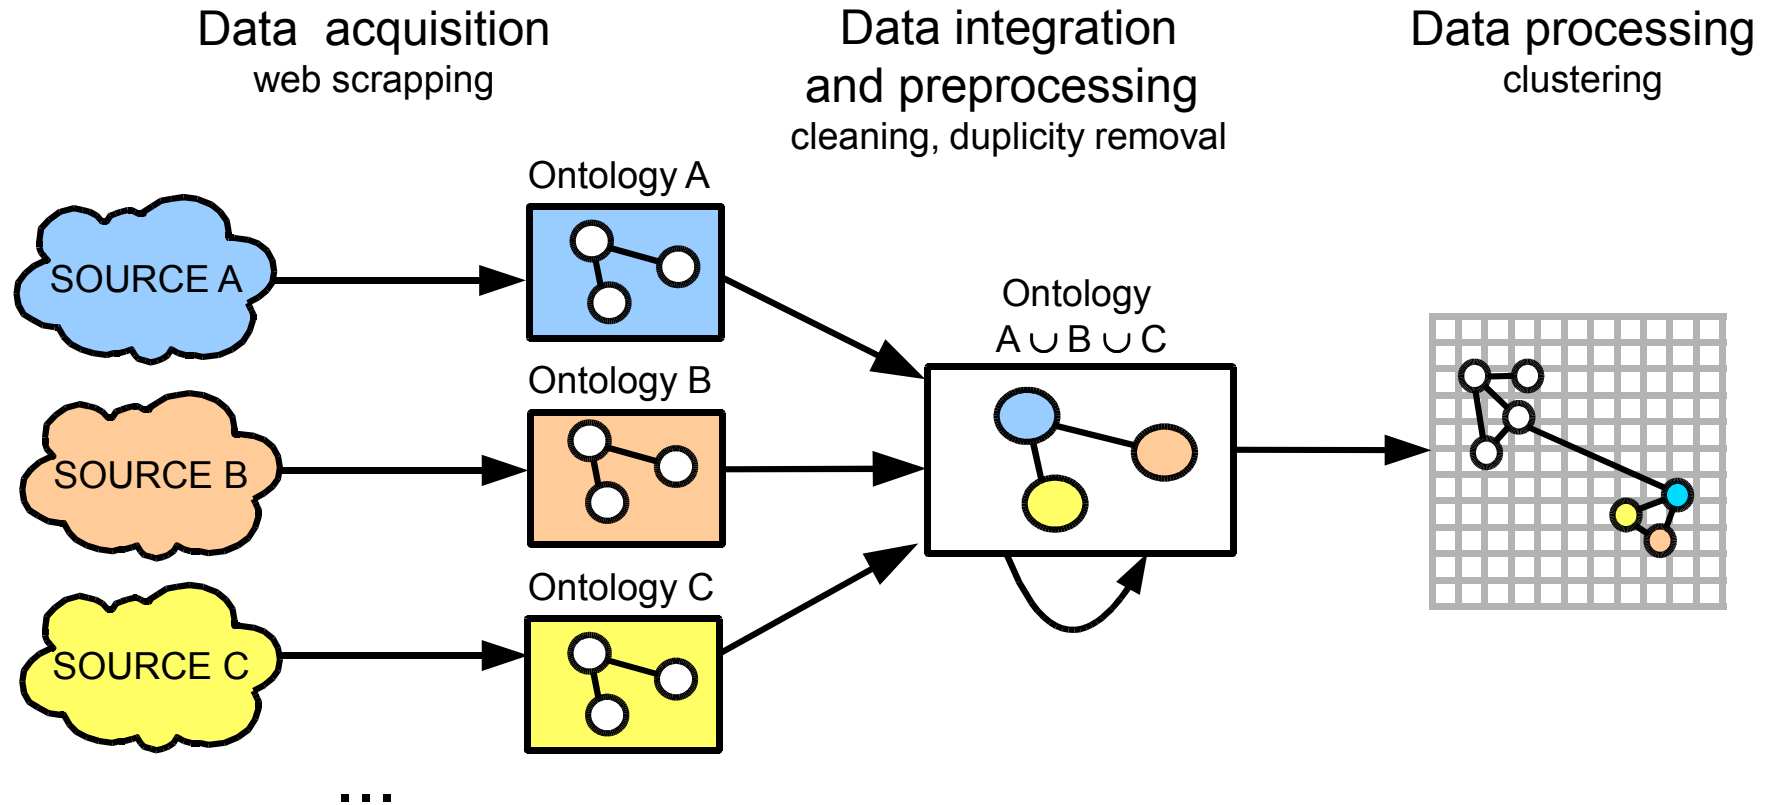 Data acquisition
web scrapping
Data integration
and preprocessing
cleaning, duplicity removal
Data processing
clustering
Ontology A
SOURCE A
Ontology
A ∪ B ∪ C
Ontology B
SOURCE B
Ontology C
SOURCE C
...